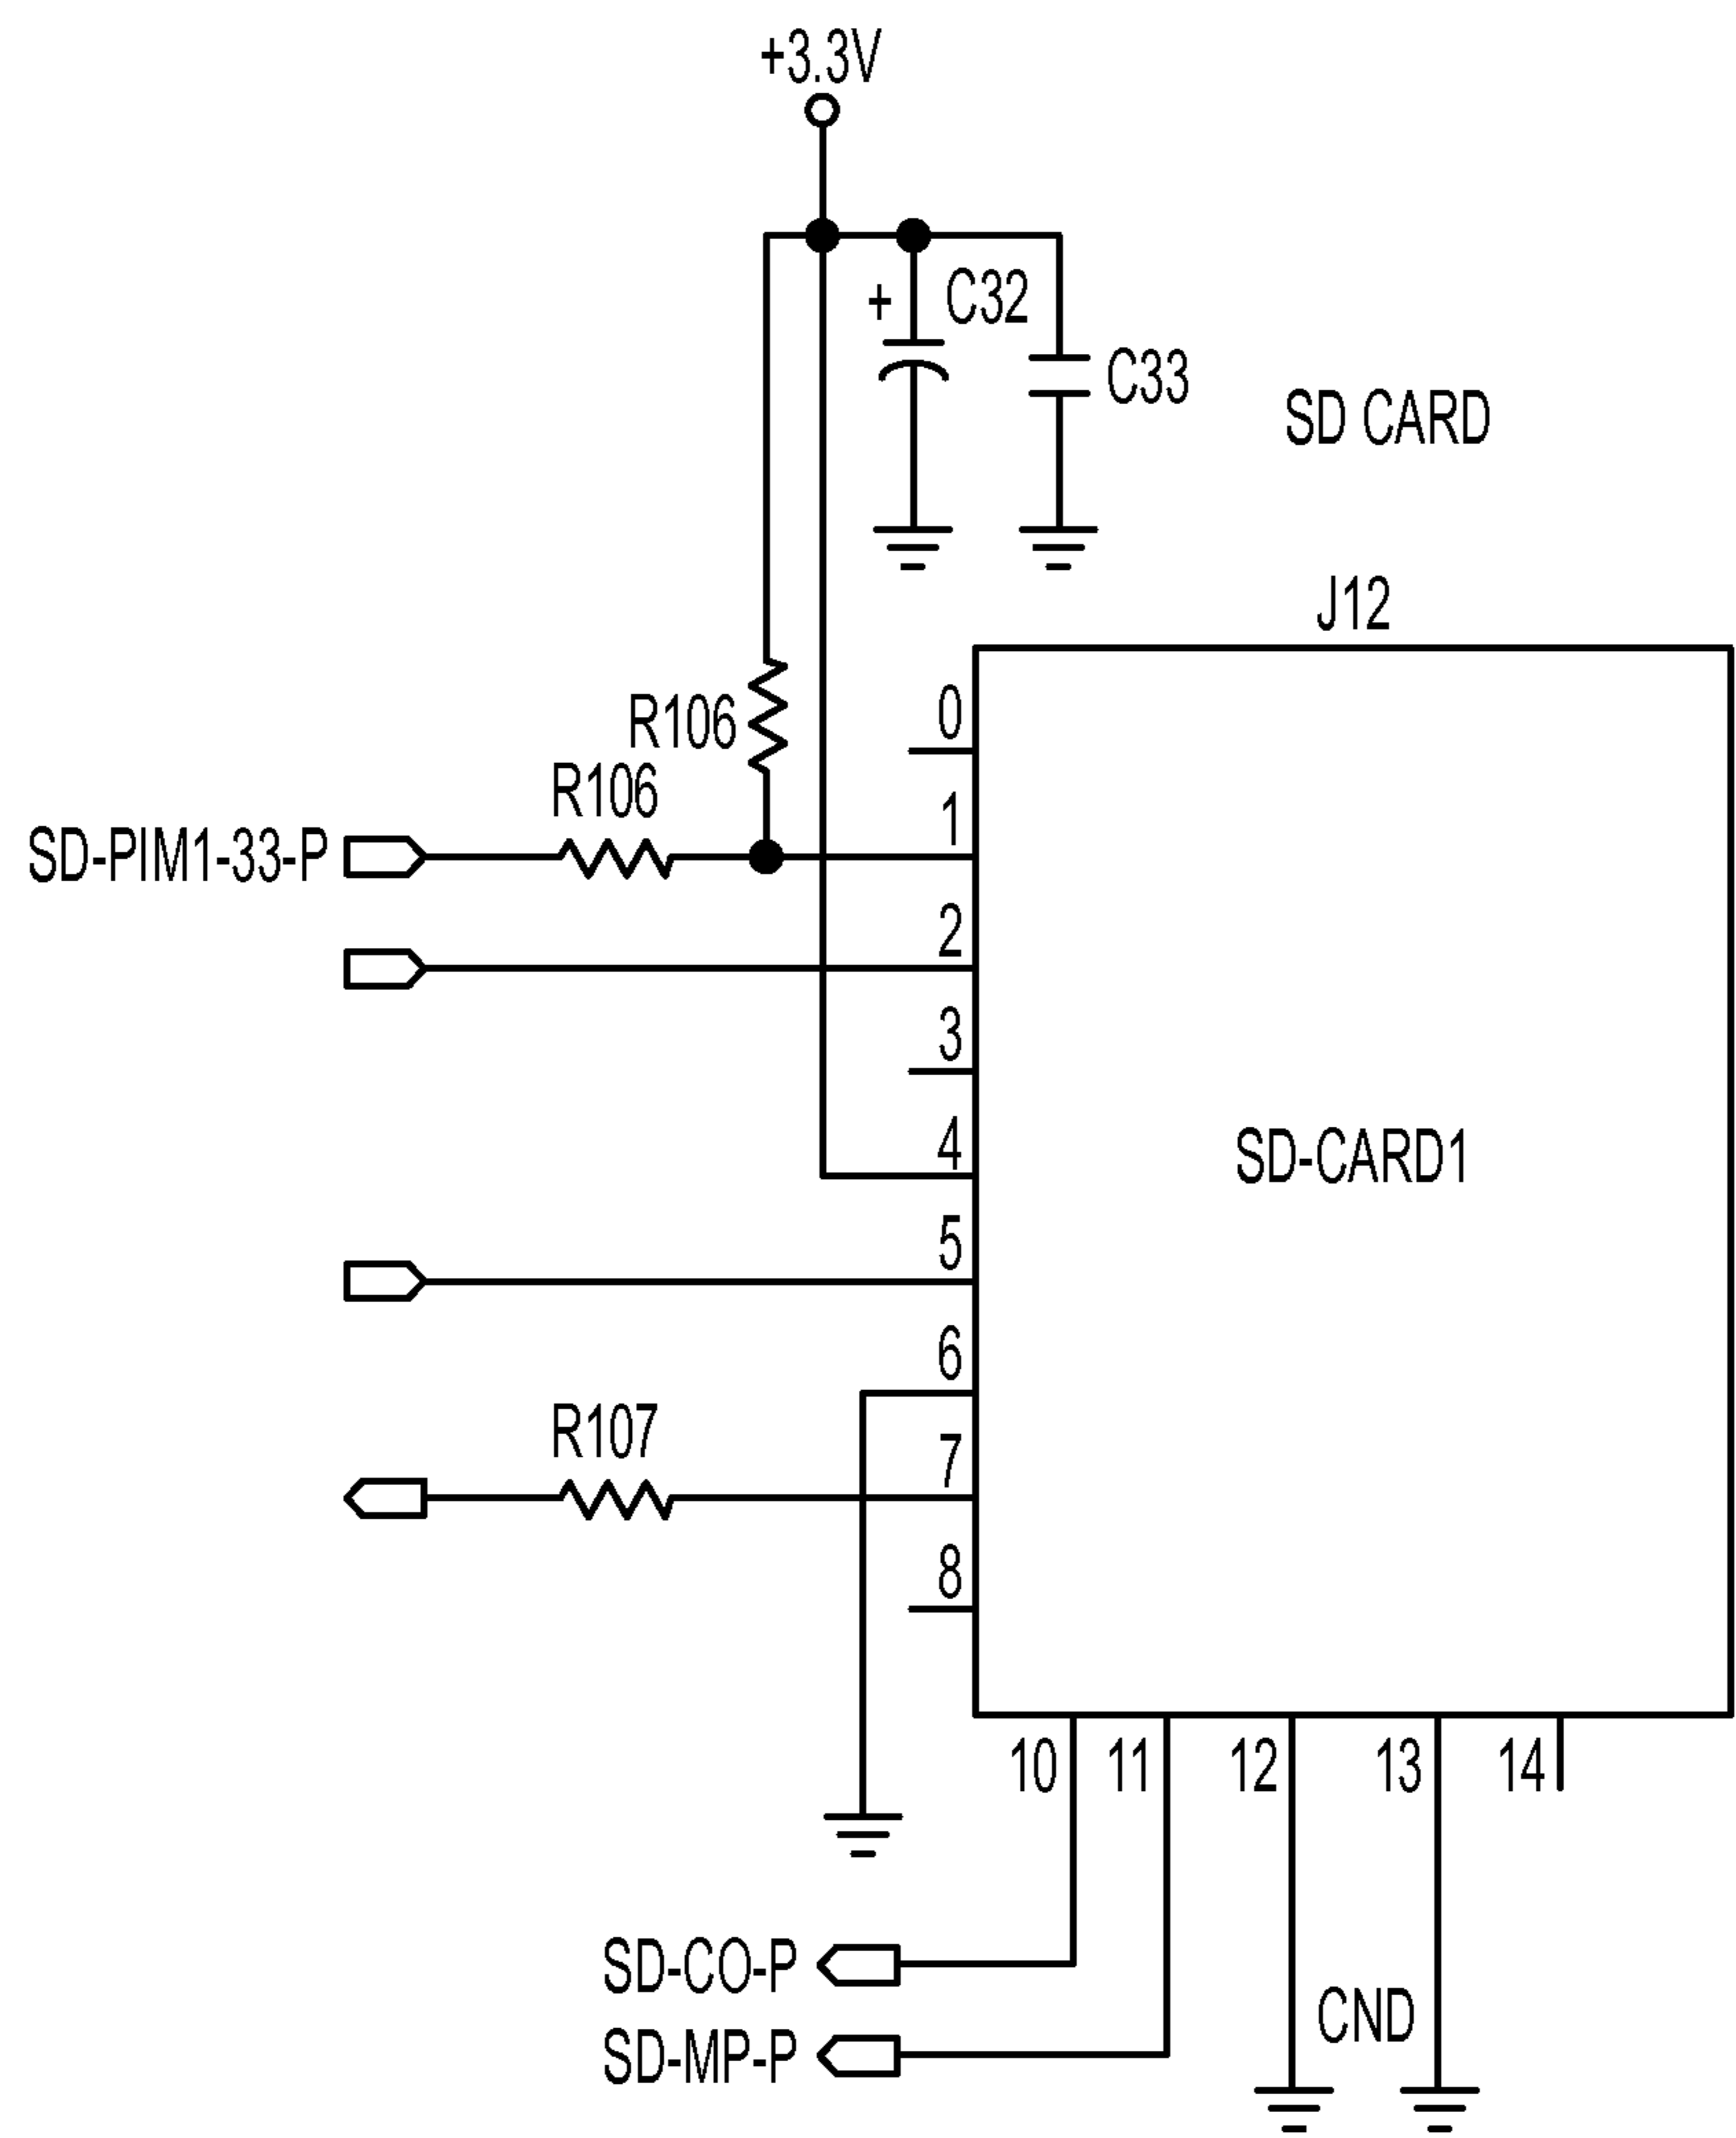 +3.3V
+
C32
C33
SD CARD
J12
0
R106
R106
1
SD-PIM1-33-P
2
3
4
SD-CARD1
5
6
R107
7
8
10
11
12
13
14
SD-CO-P
CND
SD-MP-P